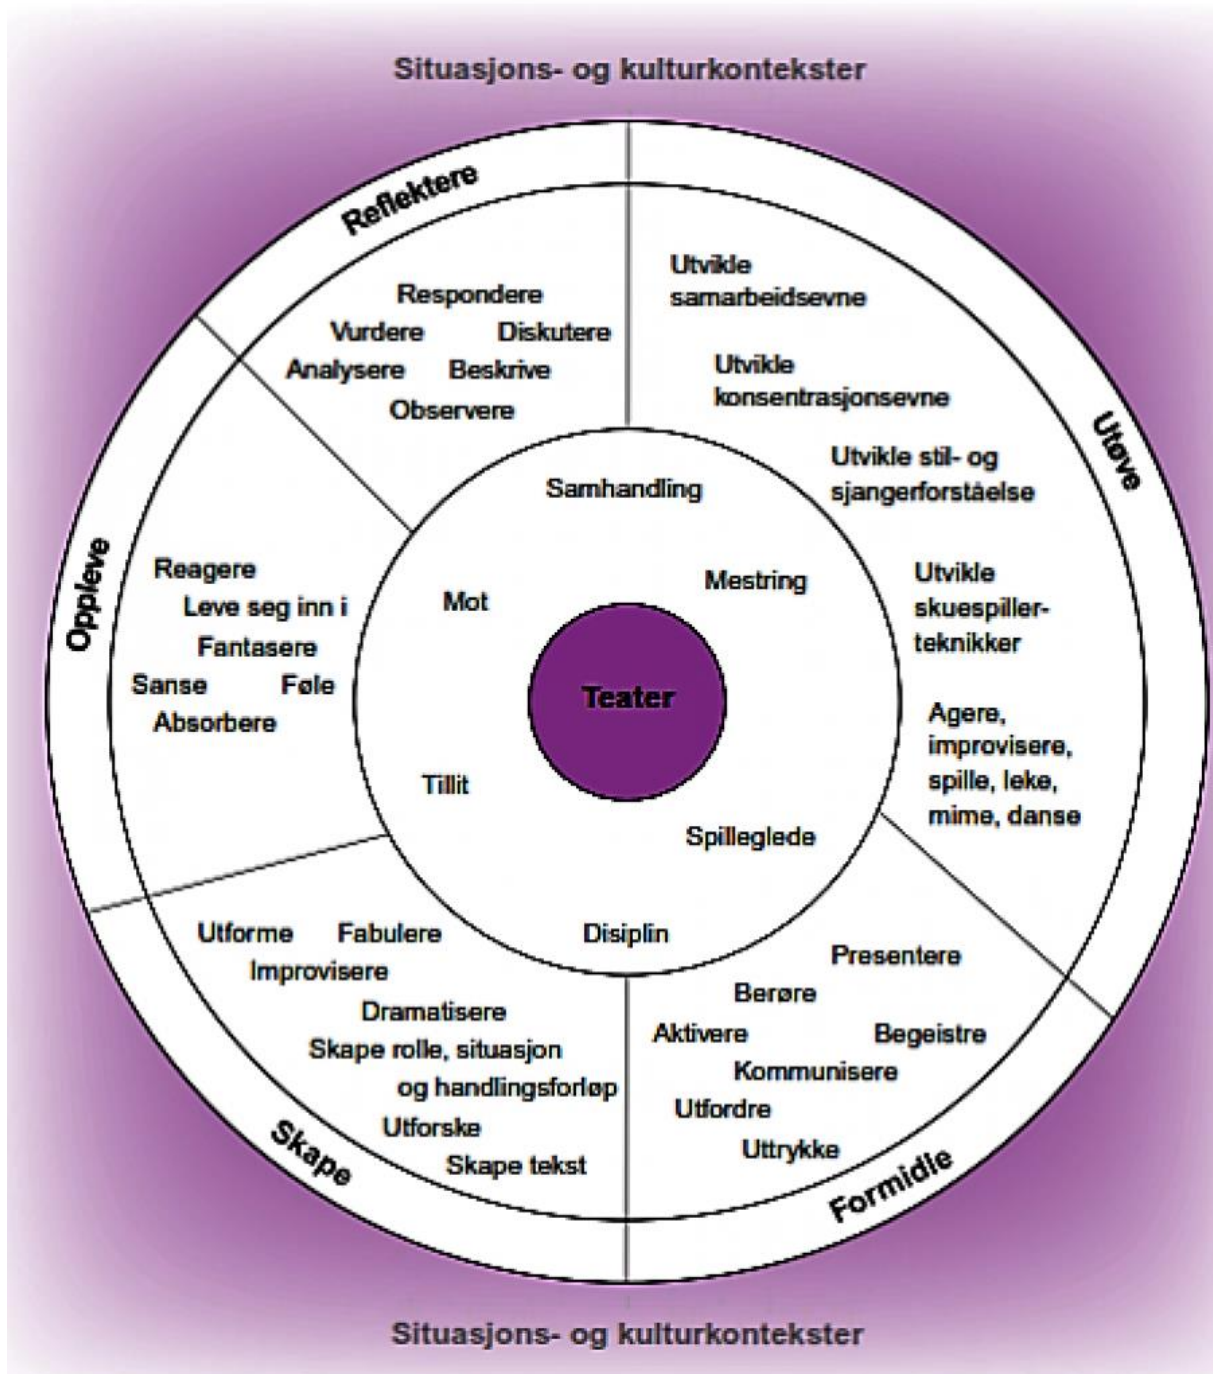 Situasjons- og kulturkontekster
Reflektere
Respondere
Vurdere Diskutere
Analysere Beskrive
Observere
Utøve
Utvikle
samarbeidsevne
Utvikle
konsentrasjonsevne
Utvikle stil- og
sjangerforståelse
Utvikle
skuespiller-
teknikker
Agere,
improvisere,
spille, leke,
mime, danse
Oppleve
Reagere
Leve seg inn i
Fantasere
Sanse Føle
Absorbere
Samhandling
Mestring
Mot
Teater
Tillit
Spilleglede
Disiplin
Skape
Utforme Fabulere
Improvisere
Dramatisere
Skape rolle, situasjon
og handlingsforløp
Utforske
Skape tekst
Formidle
Presentere
Berøre
Aktivere Begeistre
Kommunisere
Utfordre
Uttrykke
Situasjons- og kulturkontekster